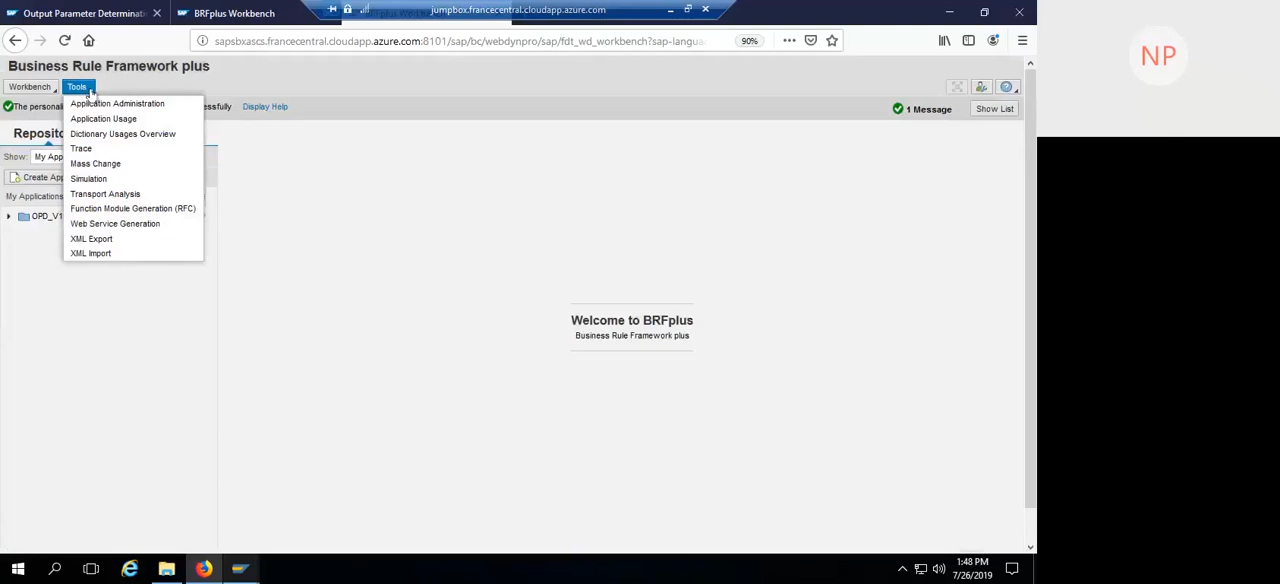 Output Parameter Determinati
BRFplus Workbench
jumpbox.francecentral.cloudapp.azure.com
sapsbxascs.francecentral.cloudapp.azure.com:8101/sap/bc/webdynpro/sap/fdt_wd_workbench?sap-langua
90%
Business Rule Framework plus
Workbench
Tools
The personali
sfully
Display Help
1 Message
Show List
Application Administration
Application Usage
Dictionary Usages Overview
Trace
Mass Change
Simulation
Transport Analysis
Function Module Generation (RFC)
Web Service Generation
XML Export
XML Import
Reposito
Show:
My App
Create App
My Applications
OPD_V1
Welcome to BRFplus
Business Rule Framework plus
NP
1:48 PM
7/26/2019